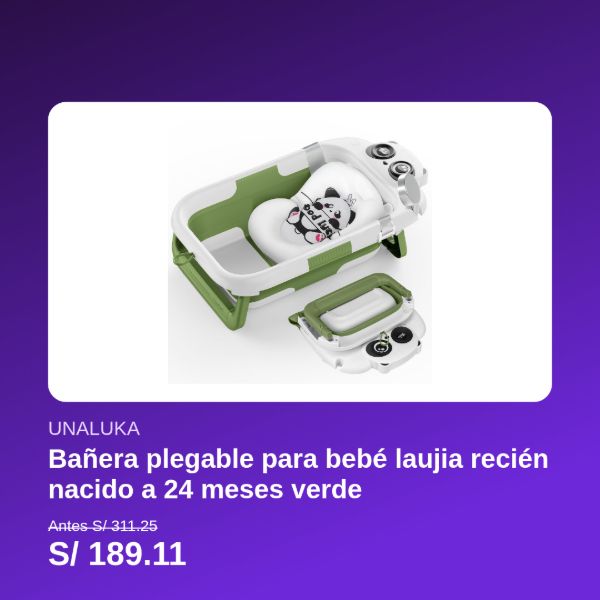 UNALUKA
Bañera plegable para bebé laujia recién
nacido a 24 meses verde
Antes S/ 311.25
S/ 189.11